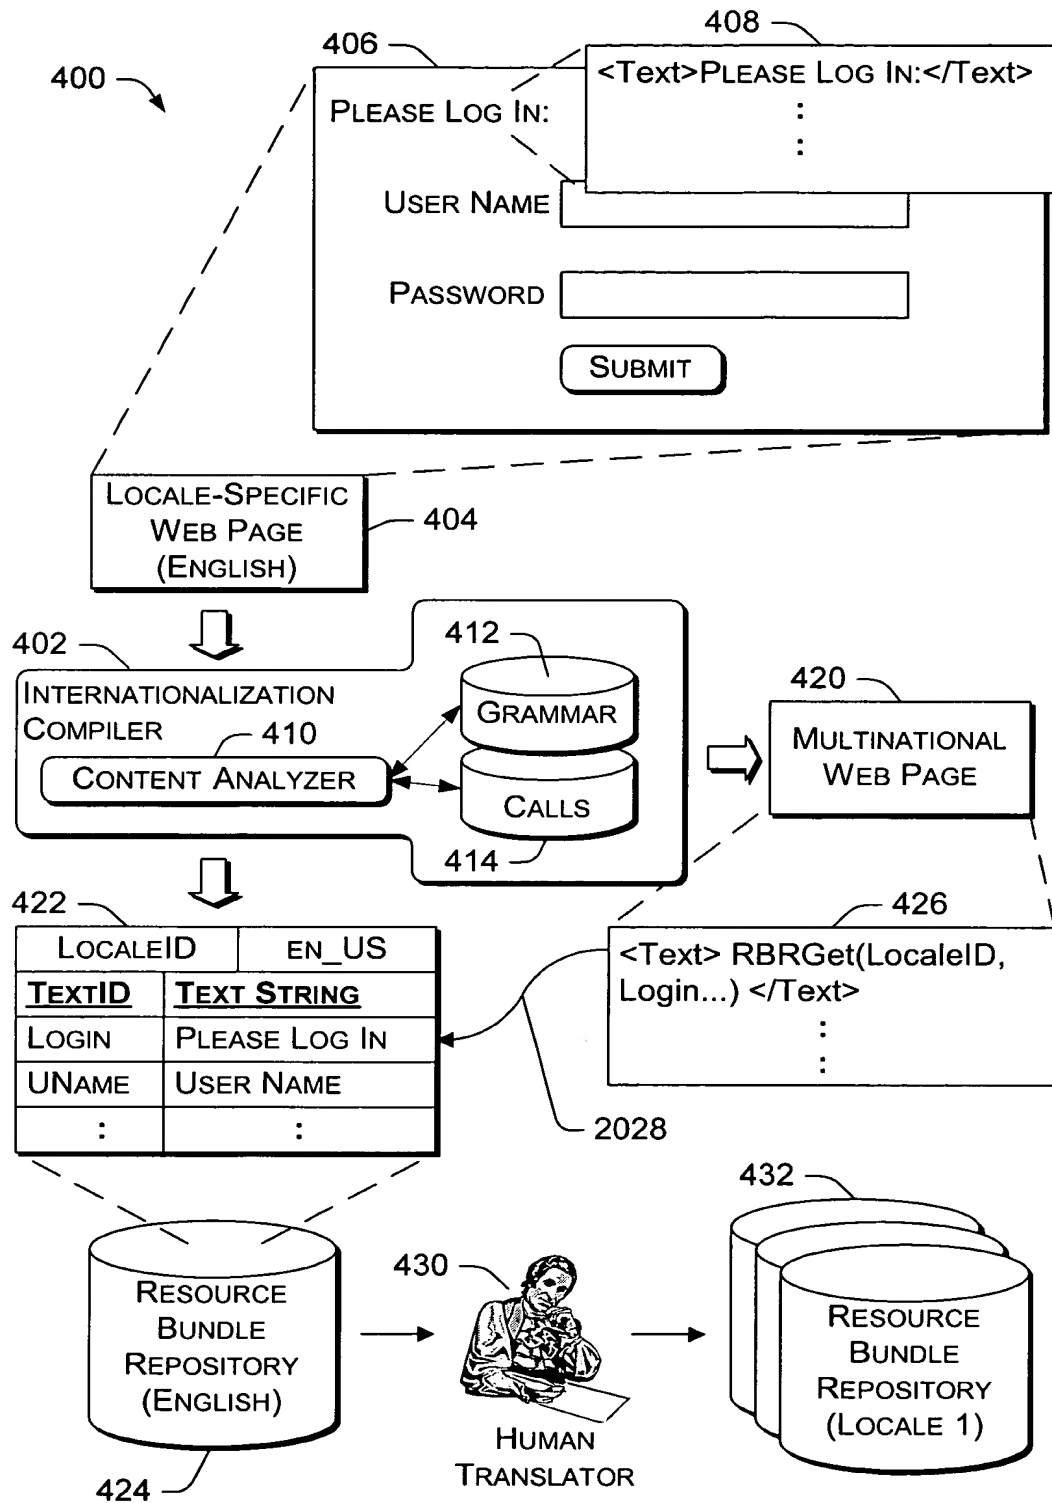 400
406
408
<Text>PLEASE LOG IN:</Text>
:
:
PLEASE LOG IN:
USER NAME
PASSWORD
SUBMIT
LOCALE-SPECIFIC
WEB PAGE
(ENGLISH)
404
402
INTERNATIONALIZATION
COMPILER
410
CONTENT ANALYZER
412
GRAMMAR
CALLS
414
420
MULTINATIONAL
WEB PAGE
422
LOCALEID EN_US
TEXTID TEXT STRING
LOGIN PLEASE LOG IN
UNAME USER NAME
: :
426
<Text> RBRGet(LocaleID,
Login...) </Text>
:
:
2028
RESOURCE
BUNDLE
REPOSITORY
(ENGLISH)
424
430
HUMAN
TRANSLATOR
432
RESOURCE
BUNDLE
REPOSITORY
(LOCALE 1)